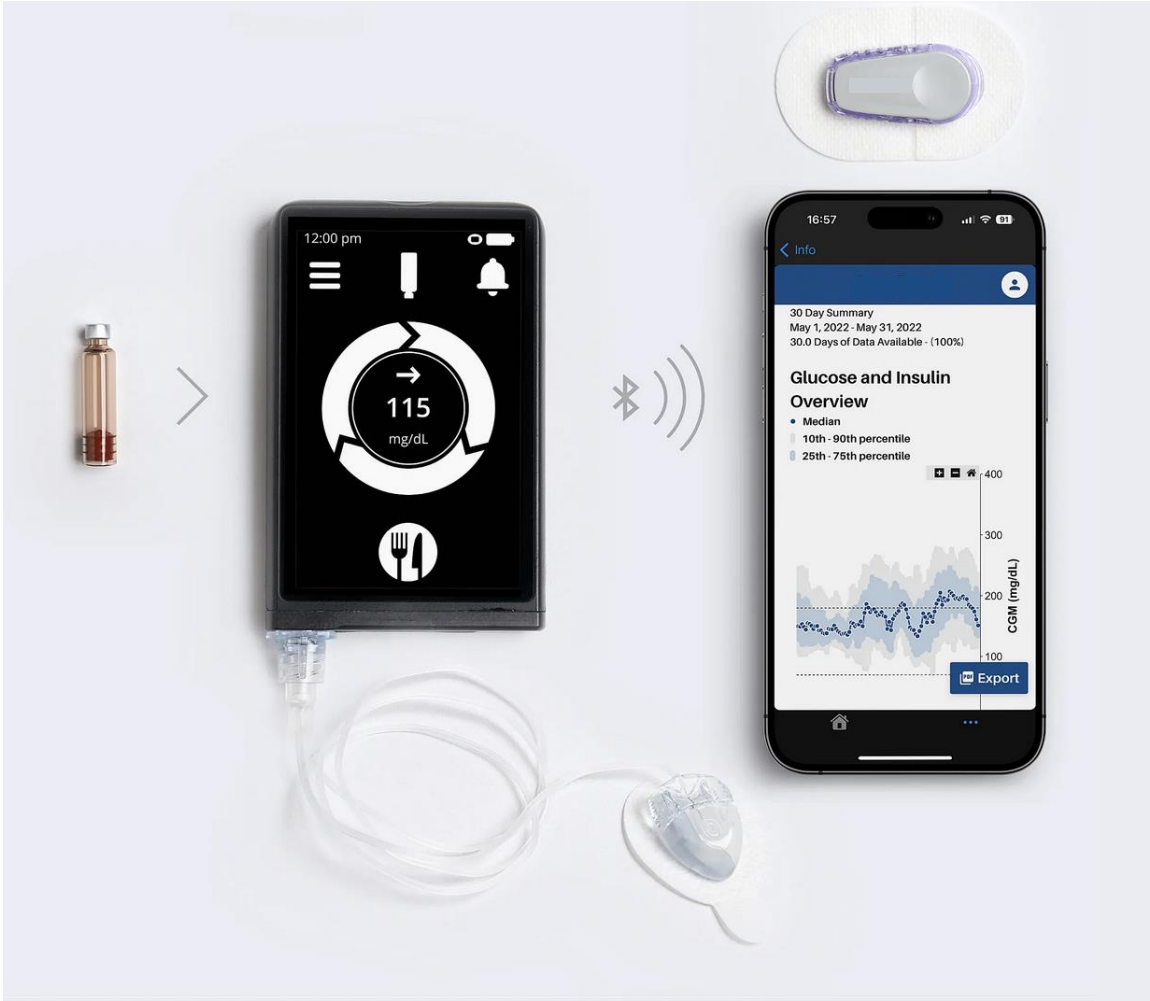 12:00 pm
115
mg/dL
16:57
91
Info
30 Day Summary
May 1, 2022 - May 31, 2022
30.0 Days of Data Available - (100%)
Glucose and Insulin
Overview
Median
10th - 90th percentile
25th - 75th percentile
400
300
200
100
CGM (mg/dL)
PDF
Export